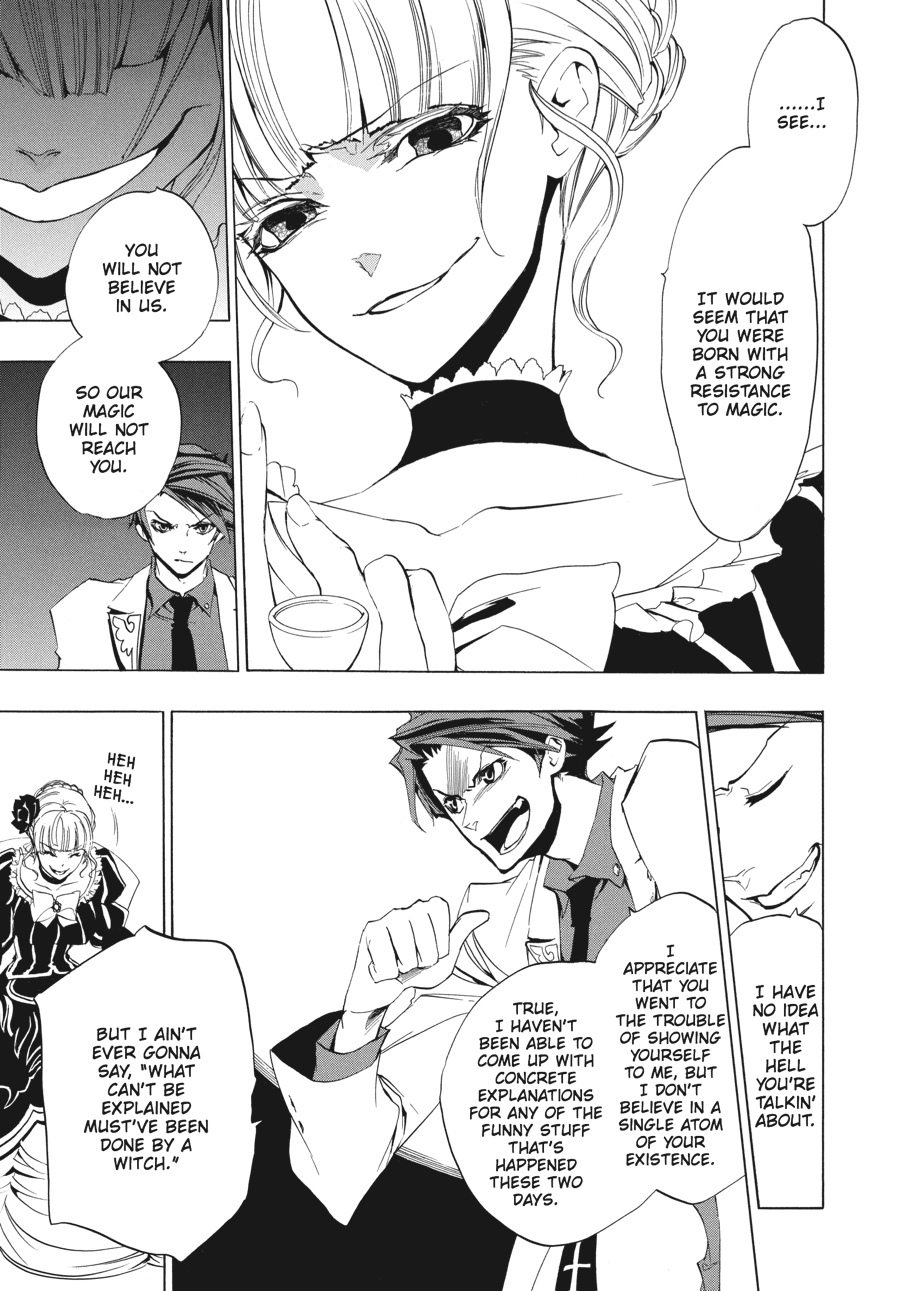 ......I
SEE...
IT WOULD
SEEM THAT
YOU WERE
BORN WITH
A STRONG
RESISTANCE
TO MAGIC.
YOU
WILL NOT
BELIEVE
IN US.
SO OUR
MAGIC
WILL NOT
REACH
YOU.
I HAVE
NO IDEA
WHAT
THE
HELL
YOU'RE
TALKIN'
ABOUT.
I
APPRECIATE
THAT YOU
WENT TO
THE TROUBLE
OF SHOWING
YOURSELF
TO ME, BUT
I DON'T
BELIEVE IN A
SINGLE ATOM
OF YOUR
EXISTENCE.
TRUE,
I HAVEN'T
BEEN ABLE TO
COME UP WITH
CONCRETE
EXPLANATIONS
FOR ANY OF THE
FUNNY STUFF
THAT'S
HAPPENED
THESE TWO
DAYS.
HEH
HEH
HEH...
BUT I AIN'T
EVER GONNA
SAY, "WHAT
CAN'T BE
EXPLAINED
MUST'VE BEEN
DONE BY A
WITCH."